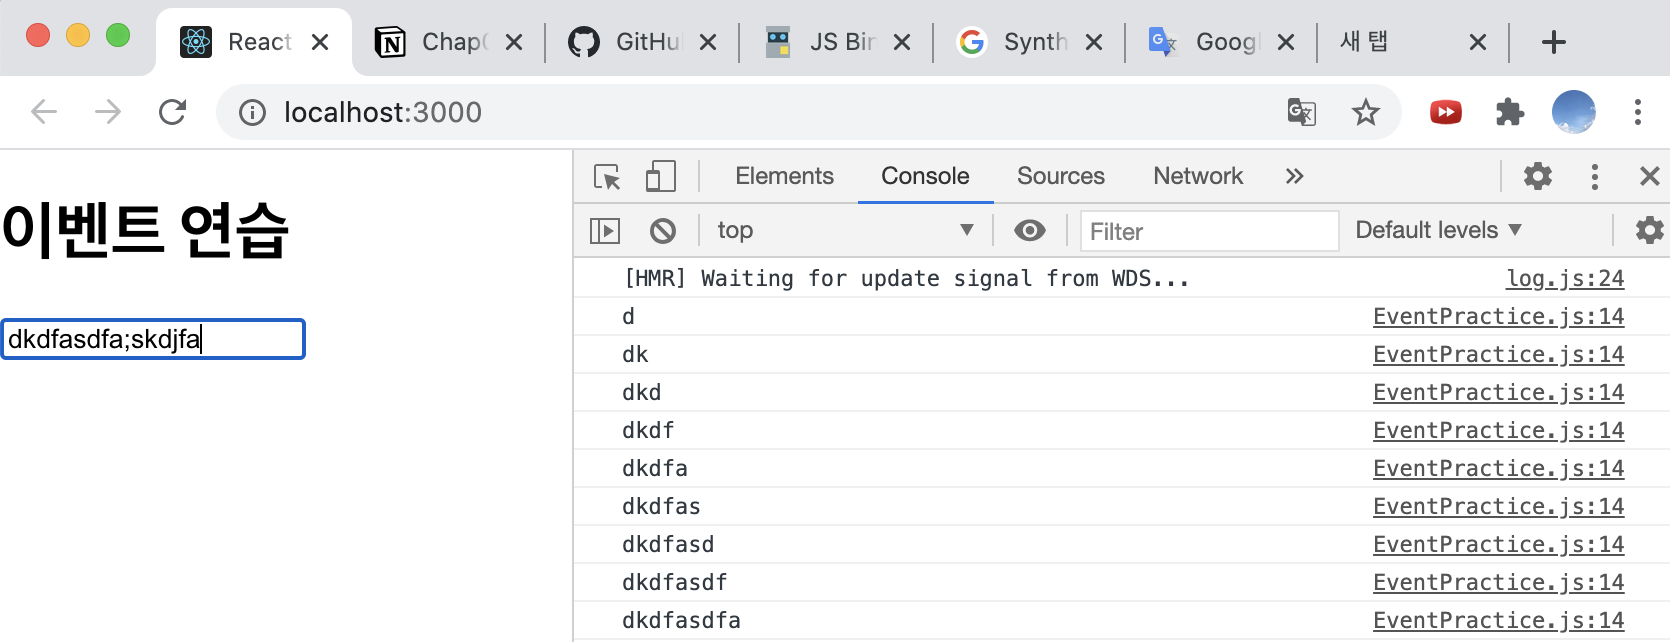 React
Chap
GitHu
JS Bin
Synth
Googl
새 탭
localhost:3000
이벤트 연습
dkdfasdfa;skdjfa
Elements Console Sources Network »
top Filter Default levels
[HMR] Waiting for update signal from WDS... log.js:24
d EventPractice.js:14
dk EventPractice.js:14
dkd EventPractice.js:14
dkdf EventPractice.js:14
dkdfa EventPractice.js:14
dkdfas EventPractice.js:14
dkdfasd EventPractice.js:14
dkdfasdf EventPractice.js:14
dkdfasdfa EventPractice.js:14